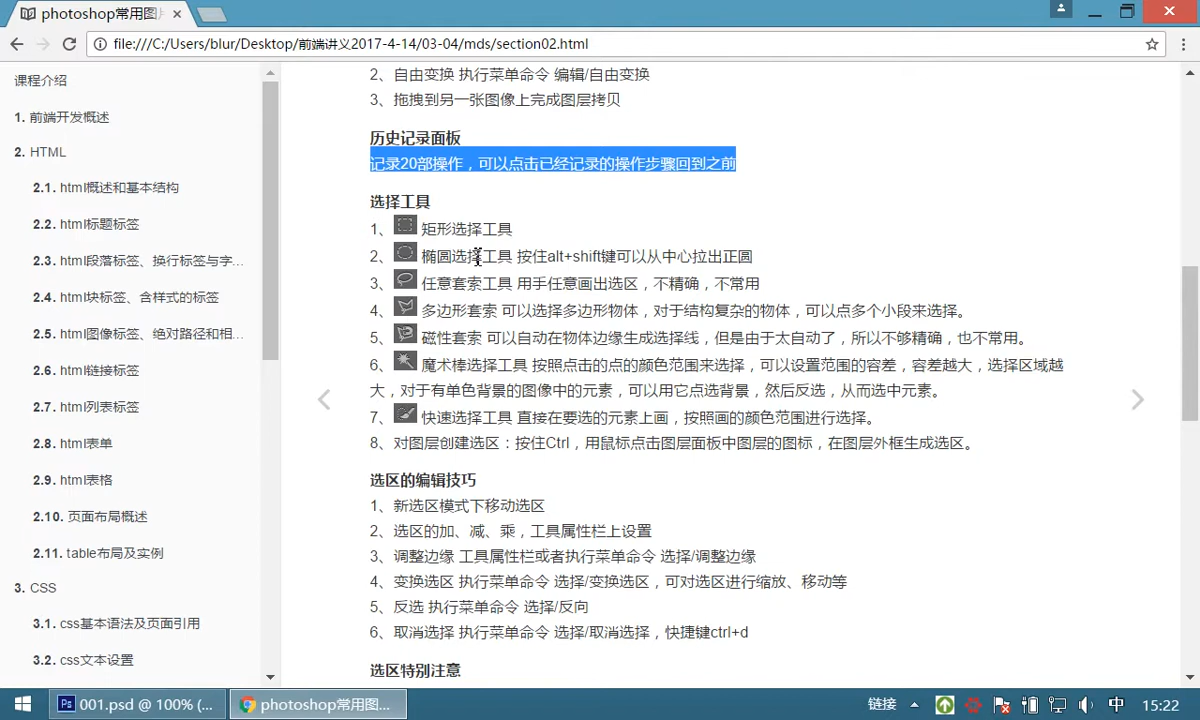 photoshop常用图片
file:///C:/Users/blur/Desktop/前端讲义2017-4-14/03-04/mds/section02.html
课程介绍
1. 前端开发概述
2. HTML
2.1. html概述和基本结构
2.2. html标题标签
2.3. html段落标签、换行标签与字...
2.4. html块标签、含样式的标签
2.5. html图像标签、绝对路径和相...
2.6. html链接标签
2.7. html列表标签
2.8. html表单
2.9. html表格
2.10. 页面布局概述
2.11. table布局及实例
3. CSS
3.1. css基本语法及页面引用
3.2. css文本设置
2、自由变换 执行菜单命令 编辑/自由变换
3、拖拽到另一张图像上完成图层拷贝
历史记录面板
记录20部操作，可以点击已经记录的操作步骤回到之前
选择工具
1、 矩形选择工具
2、 椭圆选择工具 按住alt+shift键可以从中心拉出正圆
3、 任意套索工具 用手任意画出选区，不精确，不常用
4、 多边形套索 可以选择多边形物体，对于结构复杂的物体，可以点多个小段来选择。
5、 磁性套索 可以自动在物体边缘生成选择线，但是由于太自动了，所以不够精确，也不常用。
6、 魔术棒选择工具 按照点击的点的颜色范围来选择，可以设置范围的容差，容差越大，选择区域越
大，对于有单色背景的图像中的元素，可以用它点选背景，然后反选，从而选中元素。
7、 快速选择工具 直接在要选的元素上画，按照画的颜色范围进行选择。
8、对图层创建选区：按住Ctrl，用鼠标点击图层面板中图层的图标，在图层外框生成选区。
选区的编辑技巧
1、新选区模式下移动选区
2、选区的加、减、乘，工具属性栏上设置
3、调整边缘 工具属性栏或者执行菜单命令 选择/调整边缘
4、变换选区 执行菜单命令 选择/变换选区，可对选区进行缩放、移动等
5、反选 执行菜单命令 选择/反向
6、取消选择 执行菜单命令 选择/取消选择，快捷键ctrl+d
选区特别注意
Ps 001.psd @ 100% (...
photoshop常用图...
链接
中
15:22